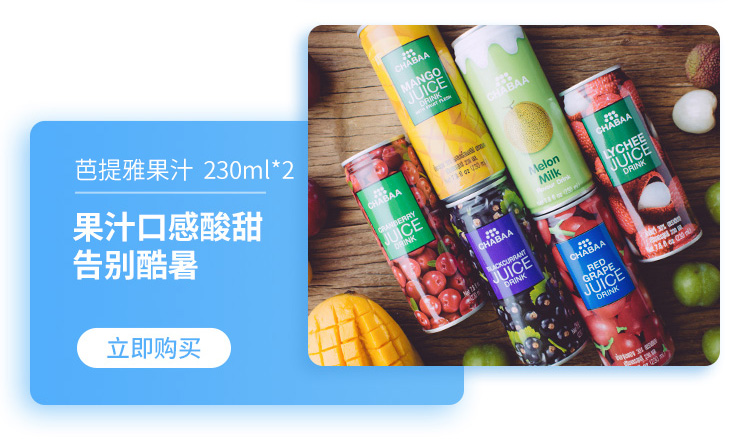 芭提雅果汁 230ml*2
果汁口感酸甜
告别酷暑
立即购买
CHABAA
MANGO
JUICE
DRINK
CHABAA
Melon
Milk
CHABAA
LYCHEE
JUICE
DRINK
CHABAA
CRANBERRY
JUICE
DRINK
CHABAA
BLACKCURRANT
JUICE
DRINK
CHABAA
RED
GRAPE
JUICE
DRINK